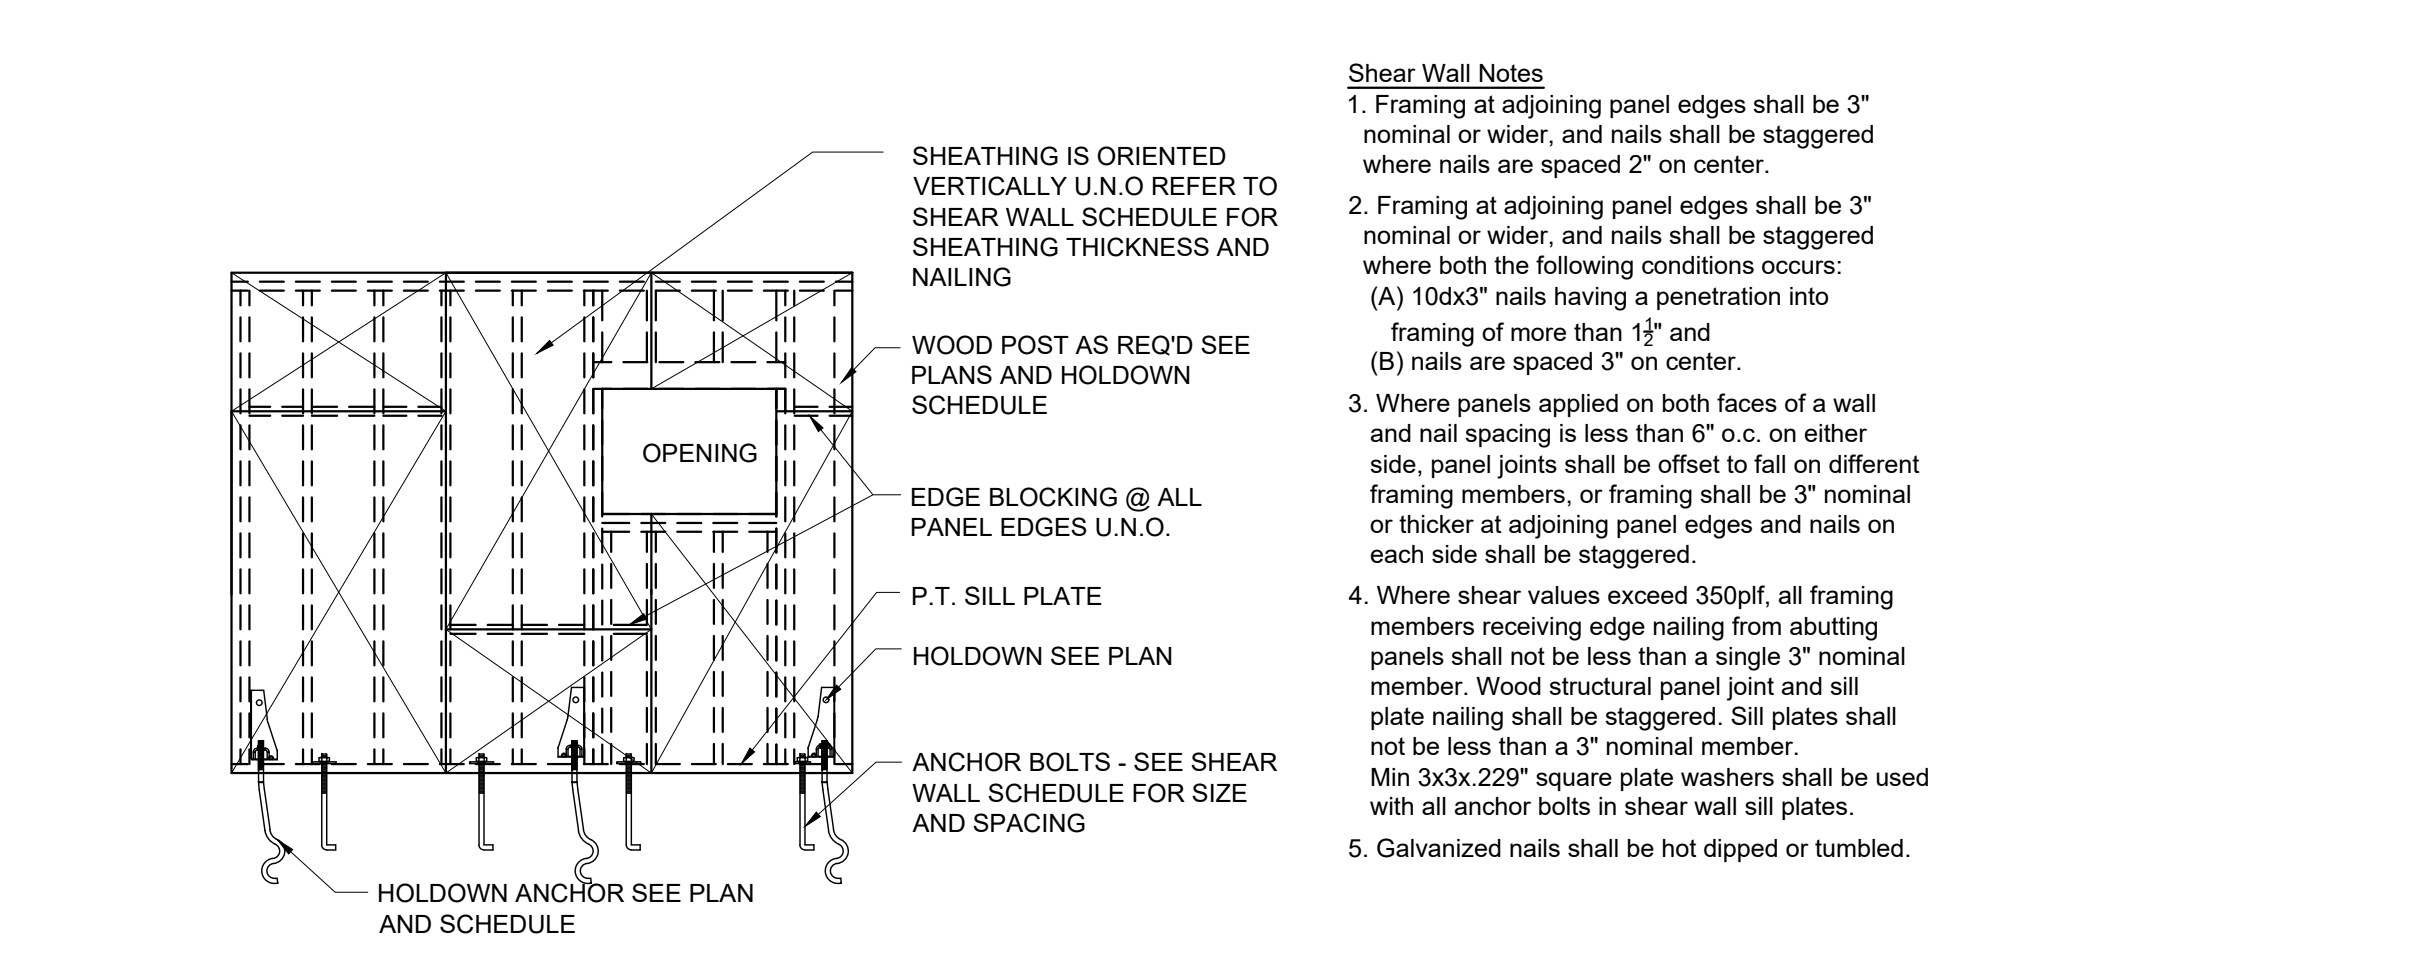 SHEATHING IS ORIENTED
VERTICALLY U.N.O REFER TO
SHEAR WALL SCHEDULE FOR
SHEATHING THICKNESS AND
NAILING
WOOD POST AS REQ'D SEE
PLANS AND HOLDOWN
SCHEDULE
OPENING
EDGE BLOCKING @ ALL
PANEL EDGES U.N.O.
P.T. SILL PLATE
HOLDOWN SEE PLAN
ANCHOR BOLTS - SEE SHEAR
WALL SCHEDULE FOR SIZE
AND SPACING
HOLDOWN ANCHOR SEE PLAN
AND SCHEDULE
Shear Wall Notes
1. Framing at adjoining panel edges shall be 3"
nominal or wider, and nails shall be staggered
where nails are spaced 2" on center.
2. Framing at adjoining panel edges shall be 3"
nominal or wider, and nails shall be staggered
where both the following conditions occurs:
(A) 10dx3" nails having a penetration into
framing of more than 1½" and
(B) nails are spaced 3" on center.
3. Where panels applied on both faces of a wall
and nail spacing is less than 6" o.c. on either
side, panel joints shall be offset to fall on different
framing members, or framing shall be 3" nominal
or thicker at adjoining panel edges and nails on
each side shall be staggered.
4. Where shear values exceed 350plf, all framing
members receiving edge nailing from abutting
panels shall not be less than a single 3" nominal
member. Wood structural panel joint and sill
plate nailing shall be staggered. Sill plates shall
not be less than a 3" nominal member.
Min 3x3x.229" square plate washers shall be used
with all anchor bolts in shear wall sill plates.
5. Galvanized nails shall be hot dipped or tumbled.